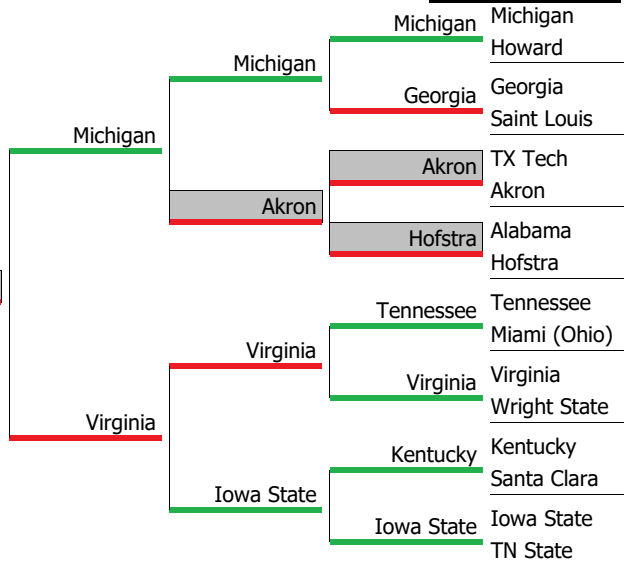 Michigan
Howard
Georgia
Saint Louis
TX Tech
Akron
Alabama
Hofstra
Tennessee
Miami (Ohio)
Virginia
Wright State
Kentucky
Santa Clara
Iowa State
TN State
Michigan
Georgia
Akron
Hofstra
Tennessee
Virginia
Kentucky
Iowa State
Michigan
Akron
Virginia
Iowa State
Michigan
Virginia